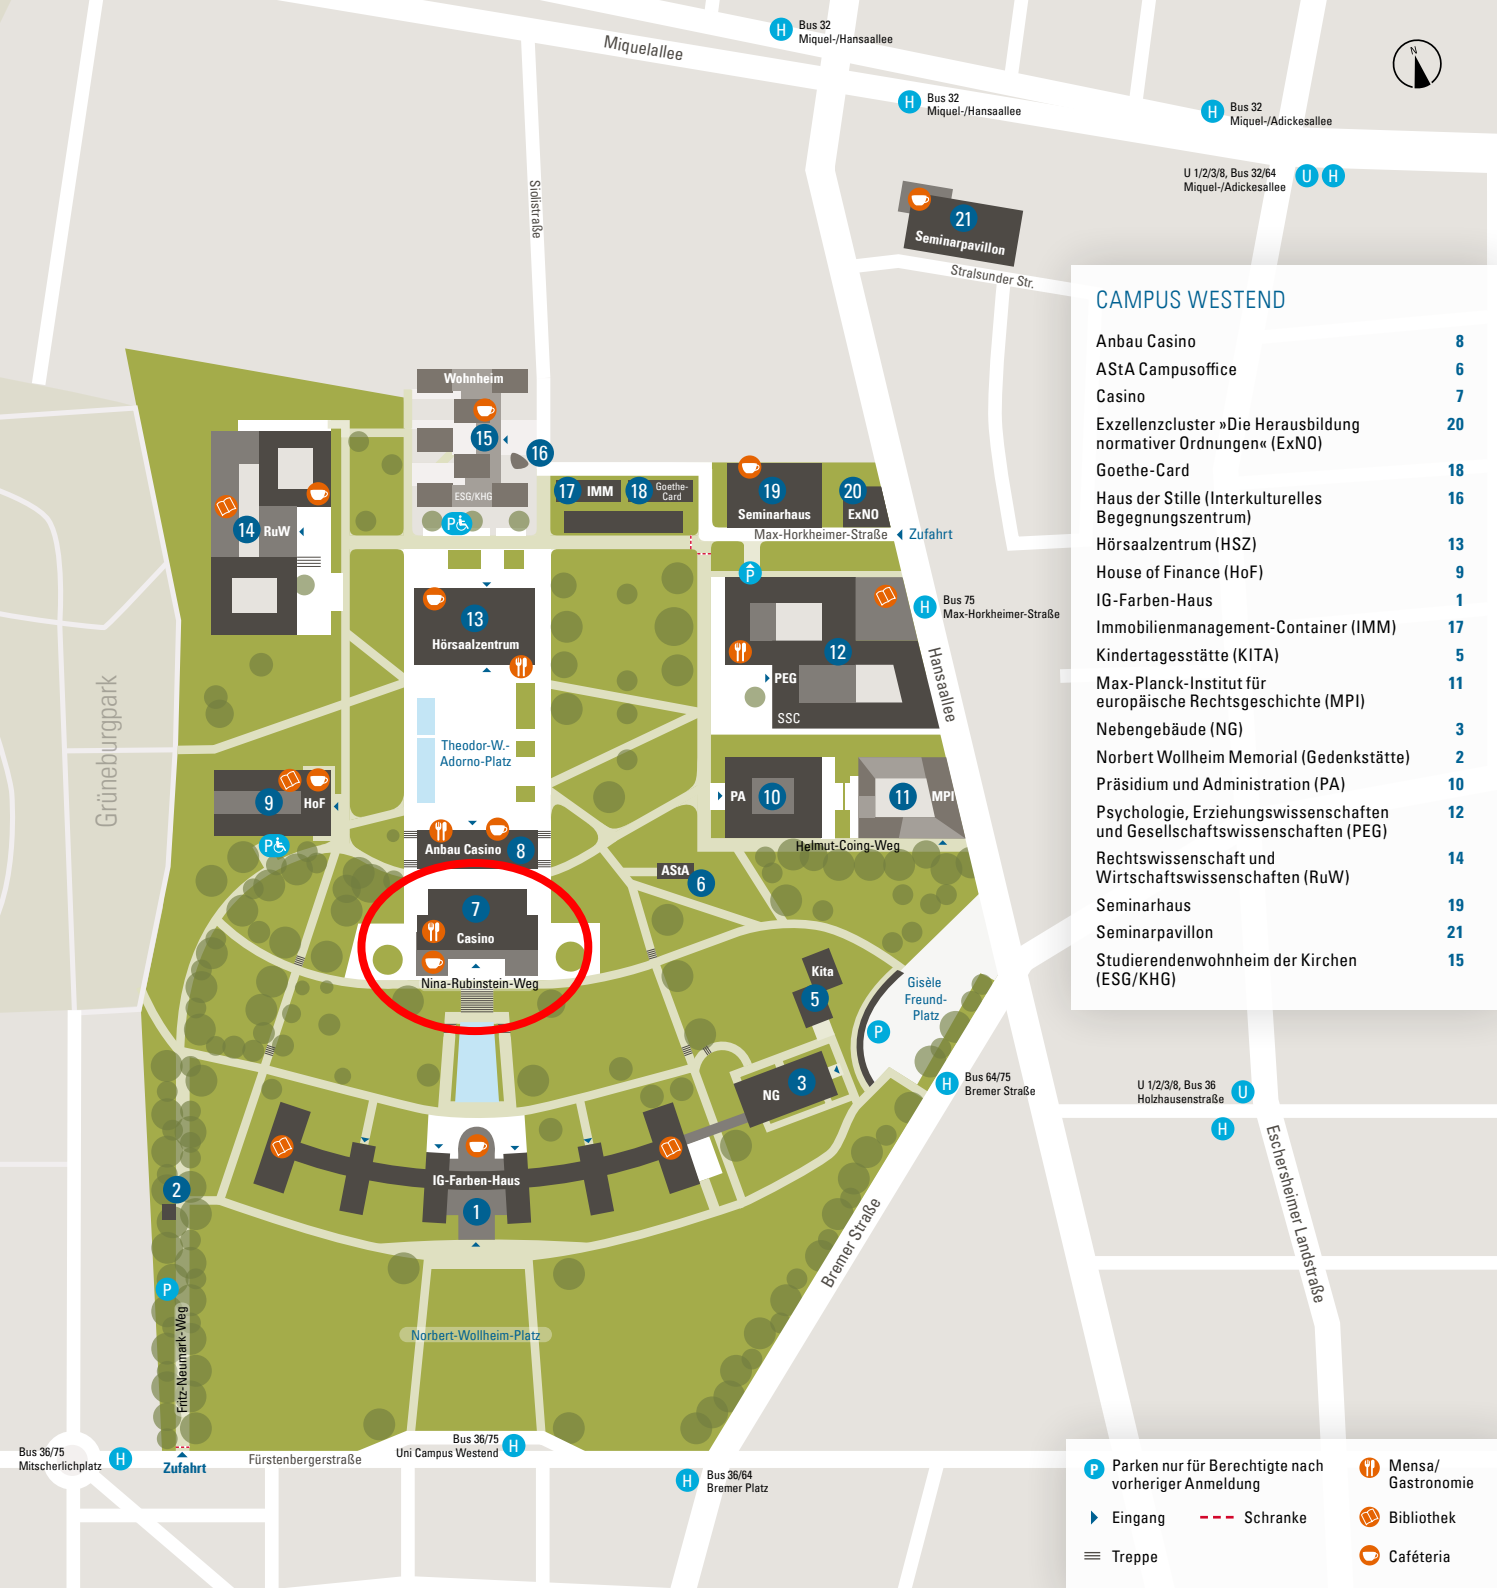 Bus 32
Miquel-/Hansaallee
Miquelallee
N
Bus 32
Miquel-/Hansaallee
Bus 32
Miquel-/Adickesallee
H
H
H
U 1/2/3/8, Bus 32/64
Miquel-/Adickesallee
U H
Siolistraße
21
Seminarpavillon
Stralsunder Str.
CAMPUS WESTEND
Anbau Casino 8
AStA Campusoffice 6
Casino 7
Exzellenzcluster »Die Herausbildung 20
normativer Ordnungen« (ExNO)
Goethe-Card 18
Haus der Stille (Interkulturelles 16
Begegnungszentrum)
Hörsaalzentrum (HSZ) 13
House of Finance (HoF) 9
IG-Farben-Haus 1
Immobilienmanagement-Container (IMM) 17
Kindertagesstätte (KITA) 5
Max-Planck-Institut für 11
europäische Rechtsgeschichte (MPI)
Nebengebäude (NG) 3
Norbert Wollheim Memorial (Gedenkstätte) 2
Präsidium und Administration (PA) 10
Psychologie, Erziehungswissenschaften 12
und Gesellschaftswissenschaften (PEG)
Rechtswissenschaft und 14
Wirtschaftswissenschaften (RuW)
Seminarhaus 19
Seminarpavillon 21
Studierendenwohnheim der Kirchen 15
(ESG/KHG)
Wohnheim
15
16
ESG/KHG
P
17 IMM
18 Goethe-
Card
19
Seminarhaus
20
ExNO
Max-Horkheimer-Straße
Zufahrt
14 RuW
P
H
Bus 75
Max-Horkheimer-Straße
13
Hörsaalzentrum
12
PEG
SSC
Hansaallee
Grüneburgpark
Theodor-W.-
Adorno-Platz
9
HoF
P
PA
10
11
MPI
Helmut-Coing-Weg
Anbau Casino 8
AStA
6
7
Casino
Nina-Rubinstein-Weg
Kita
5
Gisèle
Freund-
Platz
P
3
NG
H
Bus 64/75
Bremer Straße
U 1/2/3/8, Bus 36
Holzhausenstraße
U
H
Eschersheimer Landstraße
IG-Farben-Haus
1
2
P
Fritz-Neumark-Weg
Bremer Straße
Norbert-Wollheim-Platz
Bus 36/75
Mitscherlichplatz
H
Zufahrt
Fürstenbergerstraße
Bus 36/75
Uni Campus Westend
H
H
Bus 36/64
Bremer Platz
P
Parken nur für Berechtigte nach
vorheriger Anmeldung
Eingang
Schranke
Treppe
Mensa/
Gastronomie
Bibliothek
Caféteria